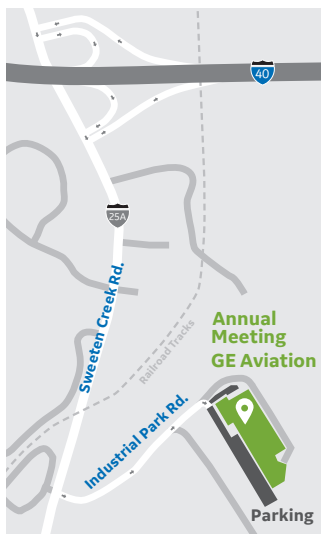 40
25A
Sweeten Creek Rd.
Railroad Tracks
Annual
Meeting
GE Aviation
Industrial Park Rd.
Parking